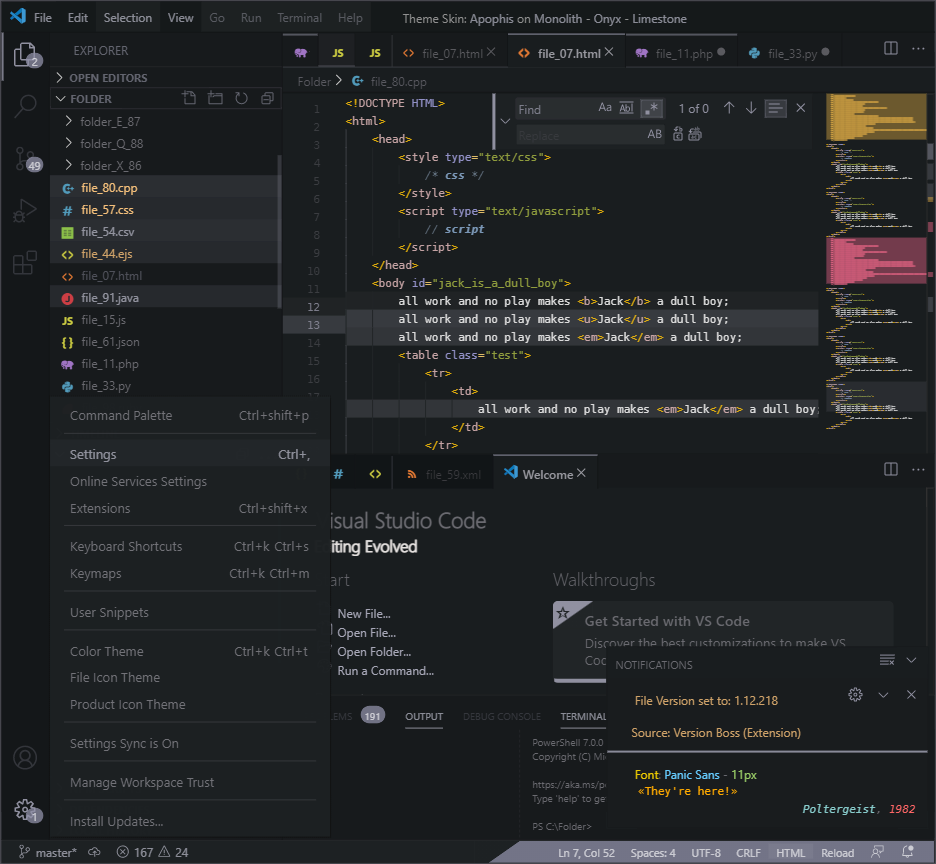 File Edit Selection View Go Run Terminal Help Theme Skin: Apophis on Monolith - Onyx - Limestone
EXPLORER
OPEN EDITORS
FOLDER
folder_E_87
folder_Q_88
folder_X_86
file_80.cpp
file_57.css
file_54.csv
file_44.ejs
file_07.html
file_91.java
file_15.js
file_61.json
file_11.php
file_33.py
2
49
1
Command Palette Ctrl+shift+p
Settings Ctrl+,
Online Services Settings
Extensions Ctrl+shift+x
Keyboard Shortcuts Ctrl+k Ctrl+s
Keymaps Ctrl+k Ctrl+m
User Snippets
Color Theme Ctrl+k Ctrl+t
File Icon Theme
Product Icon Theme
Settings Sync is On
Manage Workspace Trust
Install Updates...
JS JS file_07.html file_07.html file_11.php file_33.py
Folder > file_80.cpp
Find Aa Abl .* 1 of 0
Replace AB
1 <!DOCTYPE HTML>
2 <html>
3 <head>
4 <style type="text/css">
5 /* css */
6 </style>
7 <script type="text/javascript">
8 // script
9 </script>
10 </head>
11 <body id="jack_is_a_dull_boy">
12 all work and no play makes <b>Jack</b> a dull boy;
13 all work and no play makes <u>Jack</u> a dull boy;
14 all work and no play makes <em>Jack</em> a dull boy;
15 <table class="test">
16 <tr>
<td>
all work and no play makes <em>Jack</em> a dull boy;
</td>
</tr>
# <> file_59.xml Welcome
isual Studio Code
iting Evolved
art
New File...
Open File...
Open Folder...
Run a Command...
Walkthroughs
Get Started with VS Code
Discover the best customizations to make VS
Coc
LEMS 191 OUTPUT DEBUG CONSOLE TERMINAL
PowerShell 7.0.0
Copyright (C) Mi
https://aka.ms/p
Type 'help' to ge
PS C:\Folder>
NOTIFICATIONS
File Version set to: 1.12.218
Source: Version Boss (Extension)
Font: Panic Sans - 11px
«They're here!»
Poltergeist, 1982
master* 167 24 Ln 7, Col 52 Spaces: 4 UTF-8 CRLF HTML Reload